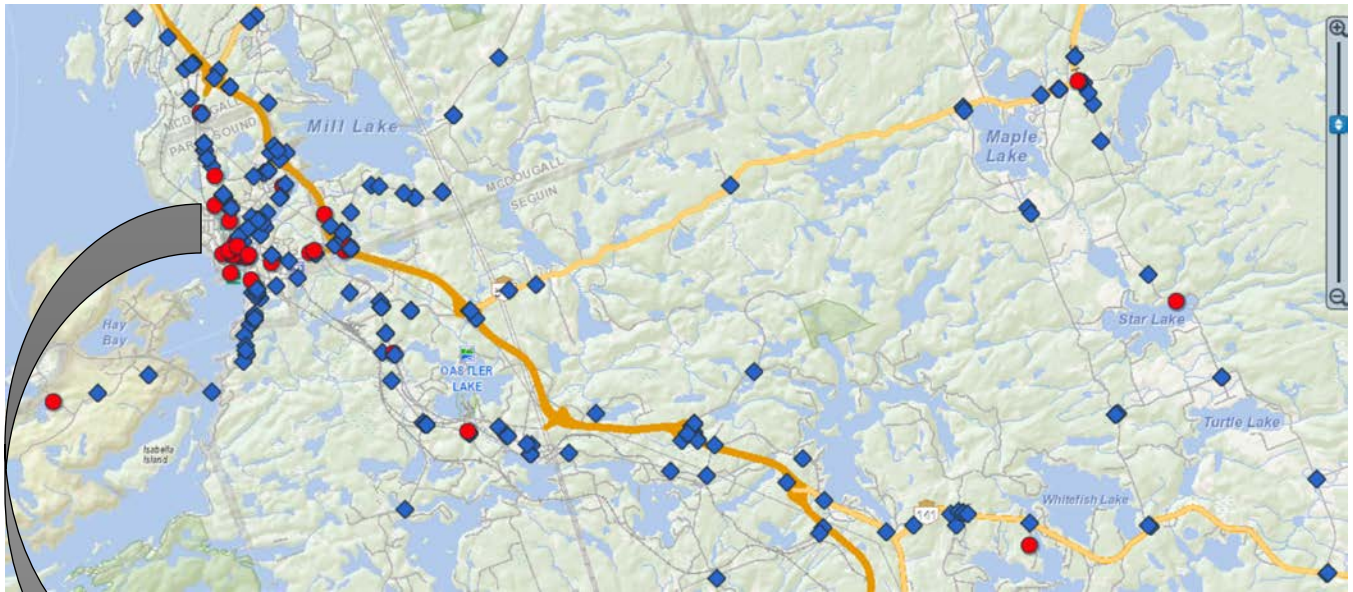 MCDOUGALL
PARRY SOUND
Mill Lake
MCDOUGALL
SEGUIN
Maple
Lake
Hay
Bay
OASTLER
LAKE
Star Lake
Turtle Lake
Isabella
Island
Whitefish Lake
141